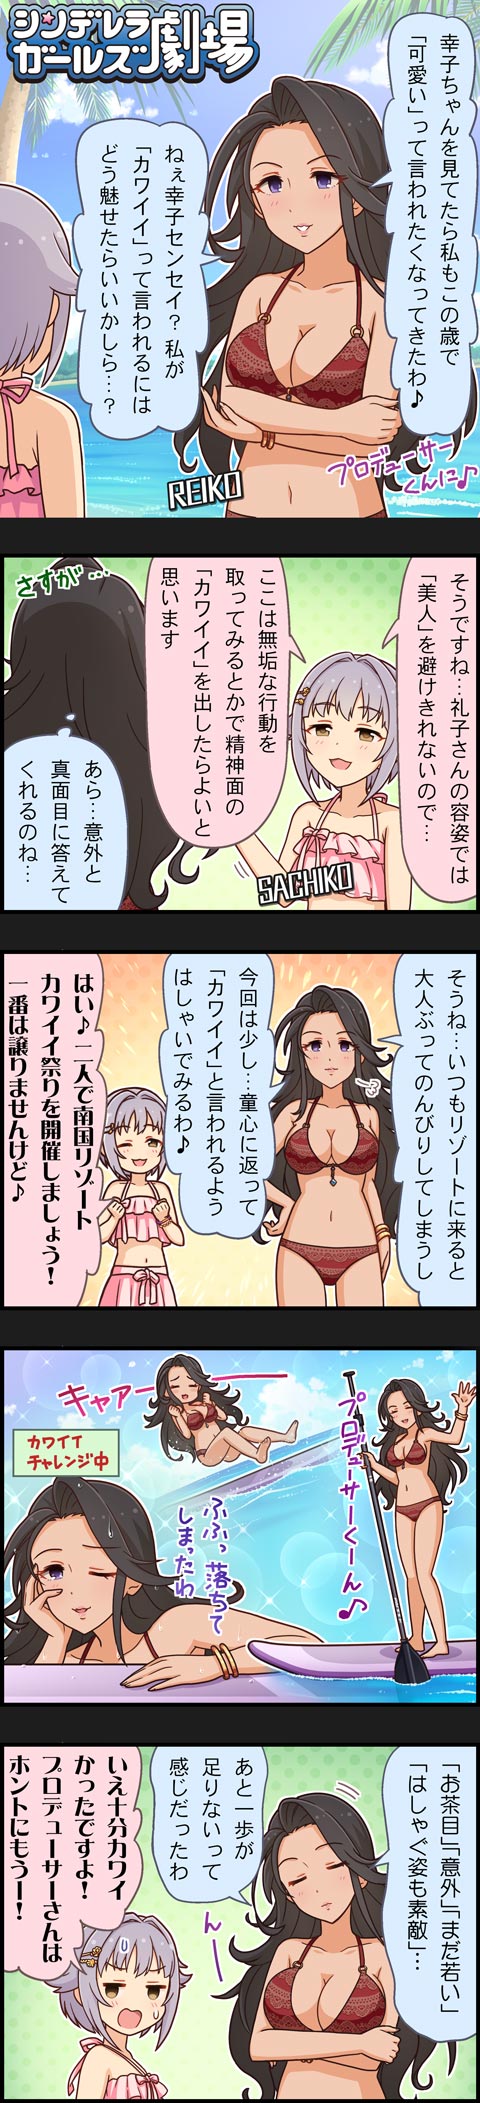 シンデレラ
ガールズ劇場
幸子ちゃんを見てたら私もこの歳で
「可愛い」って言われたくなってきたわ♪
プロデューサー
くんに♪
ねぇ幸子センセイ？私が
「カワイイ」って言われるには
どう魅せたらいいかしら…？
REIKO
そうですね…礼子さんの容姿では
「美人」を避けきれないので…
ここは無垢な行動を
取ってみるとかで精神面の
「カワイイ」を出したらよいと
思います
SACHIKO
さすが…
あら…意外と
真面目に答えて
くれるのね…
そうね…いつもリゾートに来ると
大人ぶってのんびりしてしまうし
今回は少し…童心に返って
「カワイイ」と言われるよう
はしゃいでみるわ♪
はい♪二人で南国リゾート
カワイイ祭りを開催しましょう！
一番は譲りませんけど♪
プロデューサーくーん♪
キャアー
カワイイ
チャレンジ中
ふふっ落ちて
しまったわ
「お茶目」「意外」「まだ若い」
「はしゃぐ姿も素敵」…
あと一歩が
足りないって
感じだったわ
んー
いえ十分カワイ
かったですよ！
プロデューサーさんは
ホントにもうー！